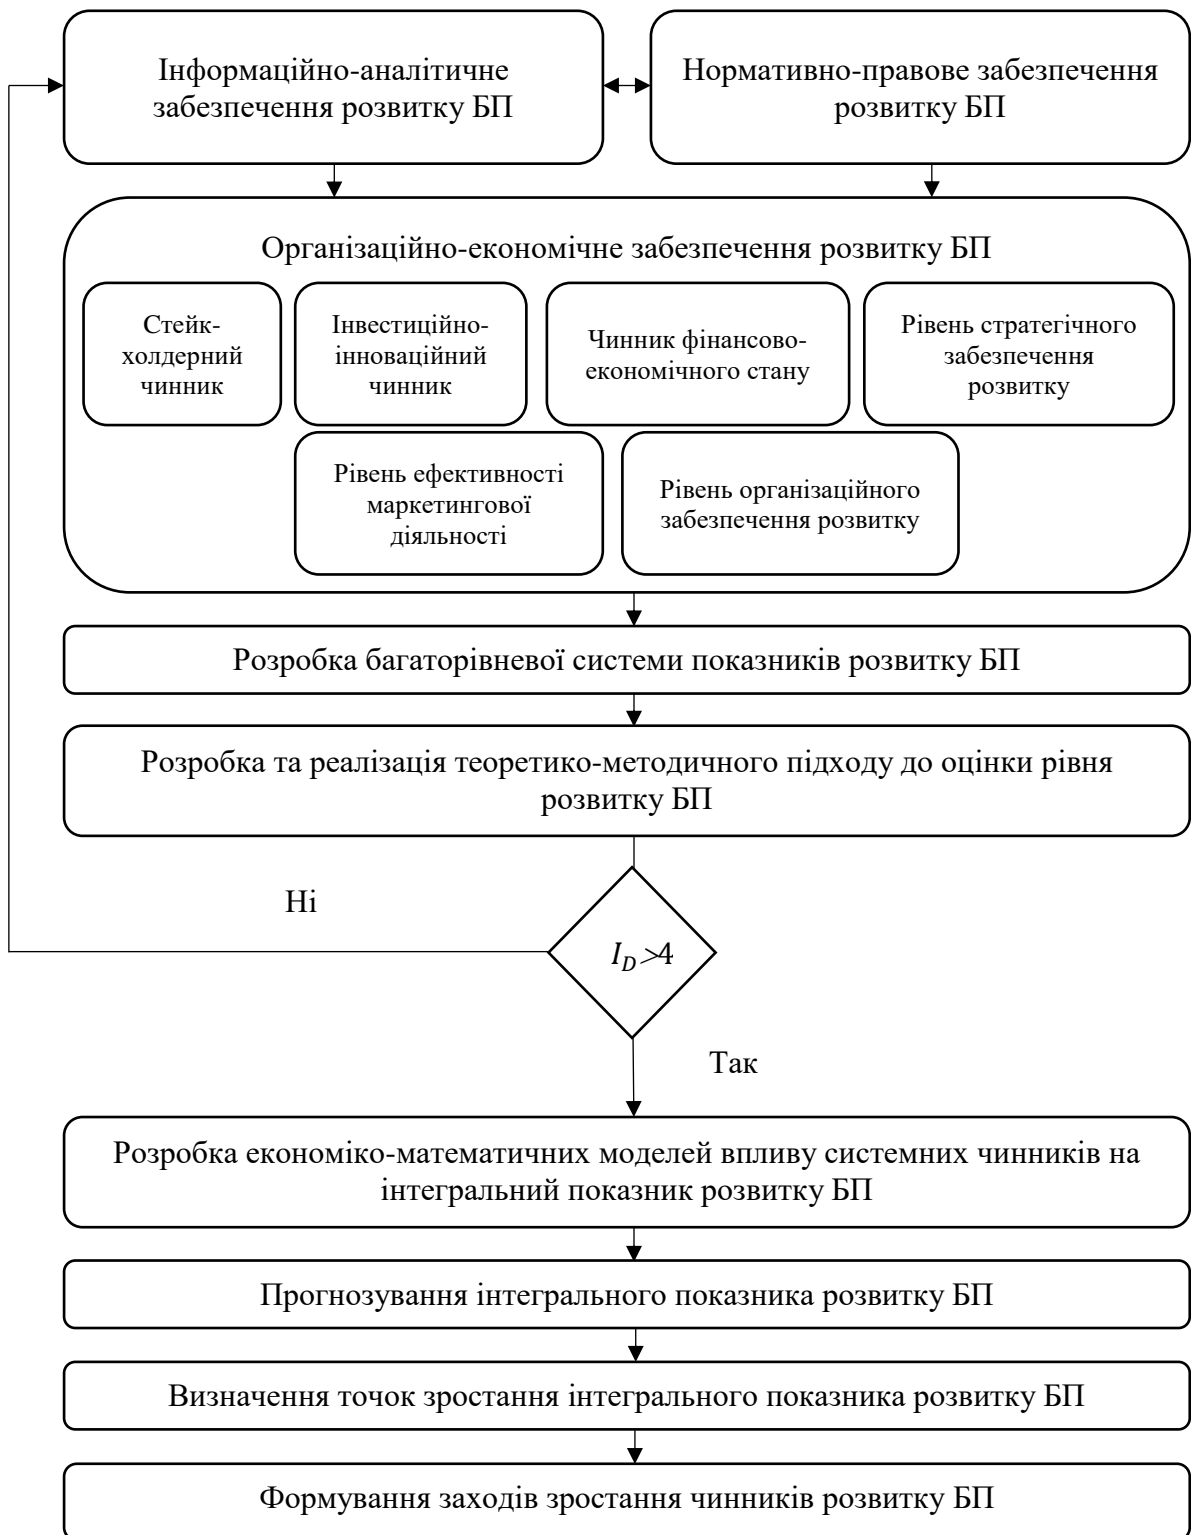 Інформаційно-аналітичне
забезпечення розвитку БП
Нормативно-правове забезпечення
розвитку БП
Організаційно-економічне забезпечення розвитку БП
Стейк-
холдерний
чинник
Інвестиційно-
інноваційний
чинник
Чинник фінансово-
економічного стану
Рівень стратегічного
забезпечення
розвитку
Рівень ефективності
маркетингової
діяльності
Рівень організаційного
забезпечення розвитку
Розробка багаторівневої системи показників розвитку БП
Розробка та реалізація теоретико-методичного підходу до оцінки рівня
розвитку БП
Ні
I_D >4
Так
Розробка економіко-математичних моделей впливу системних чинників на
інтегральний показник розвитку БП
Прогнозування інтегрального показника розвитку БП
Визначення точок зростання інтегрального показника розвитку БП
Формування заходів зростання чинників розвитку БП